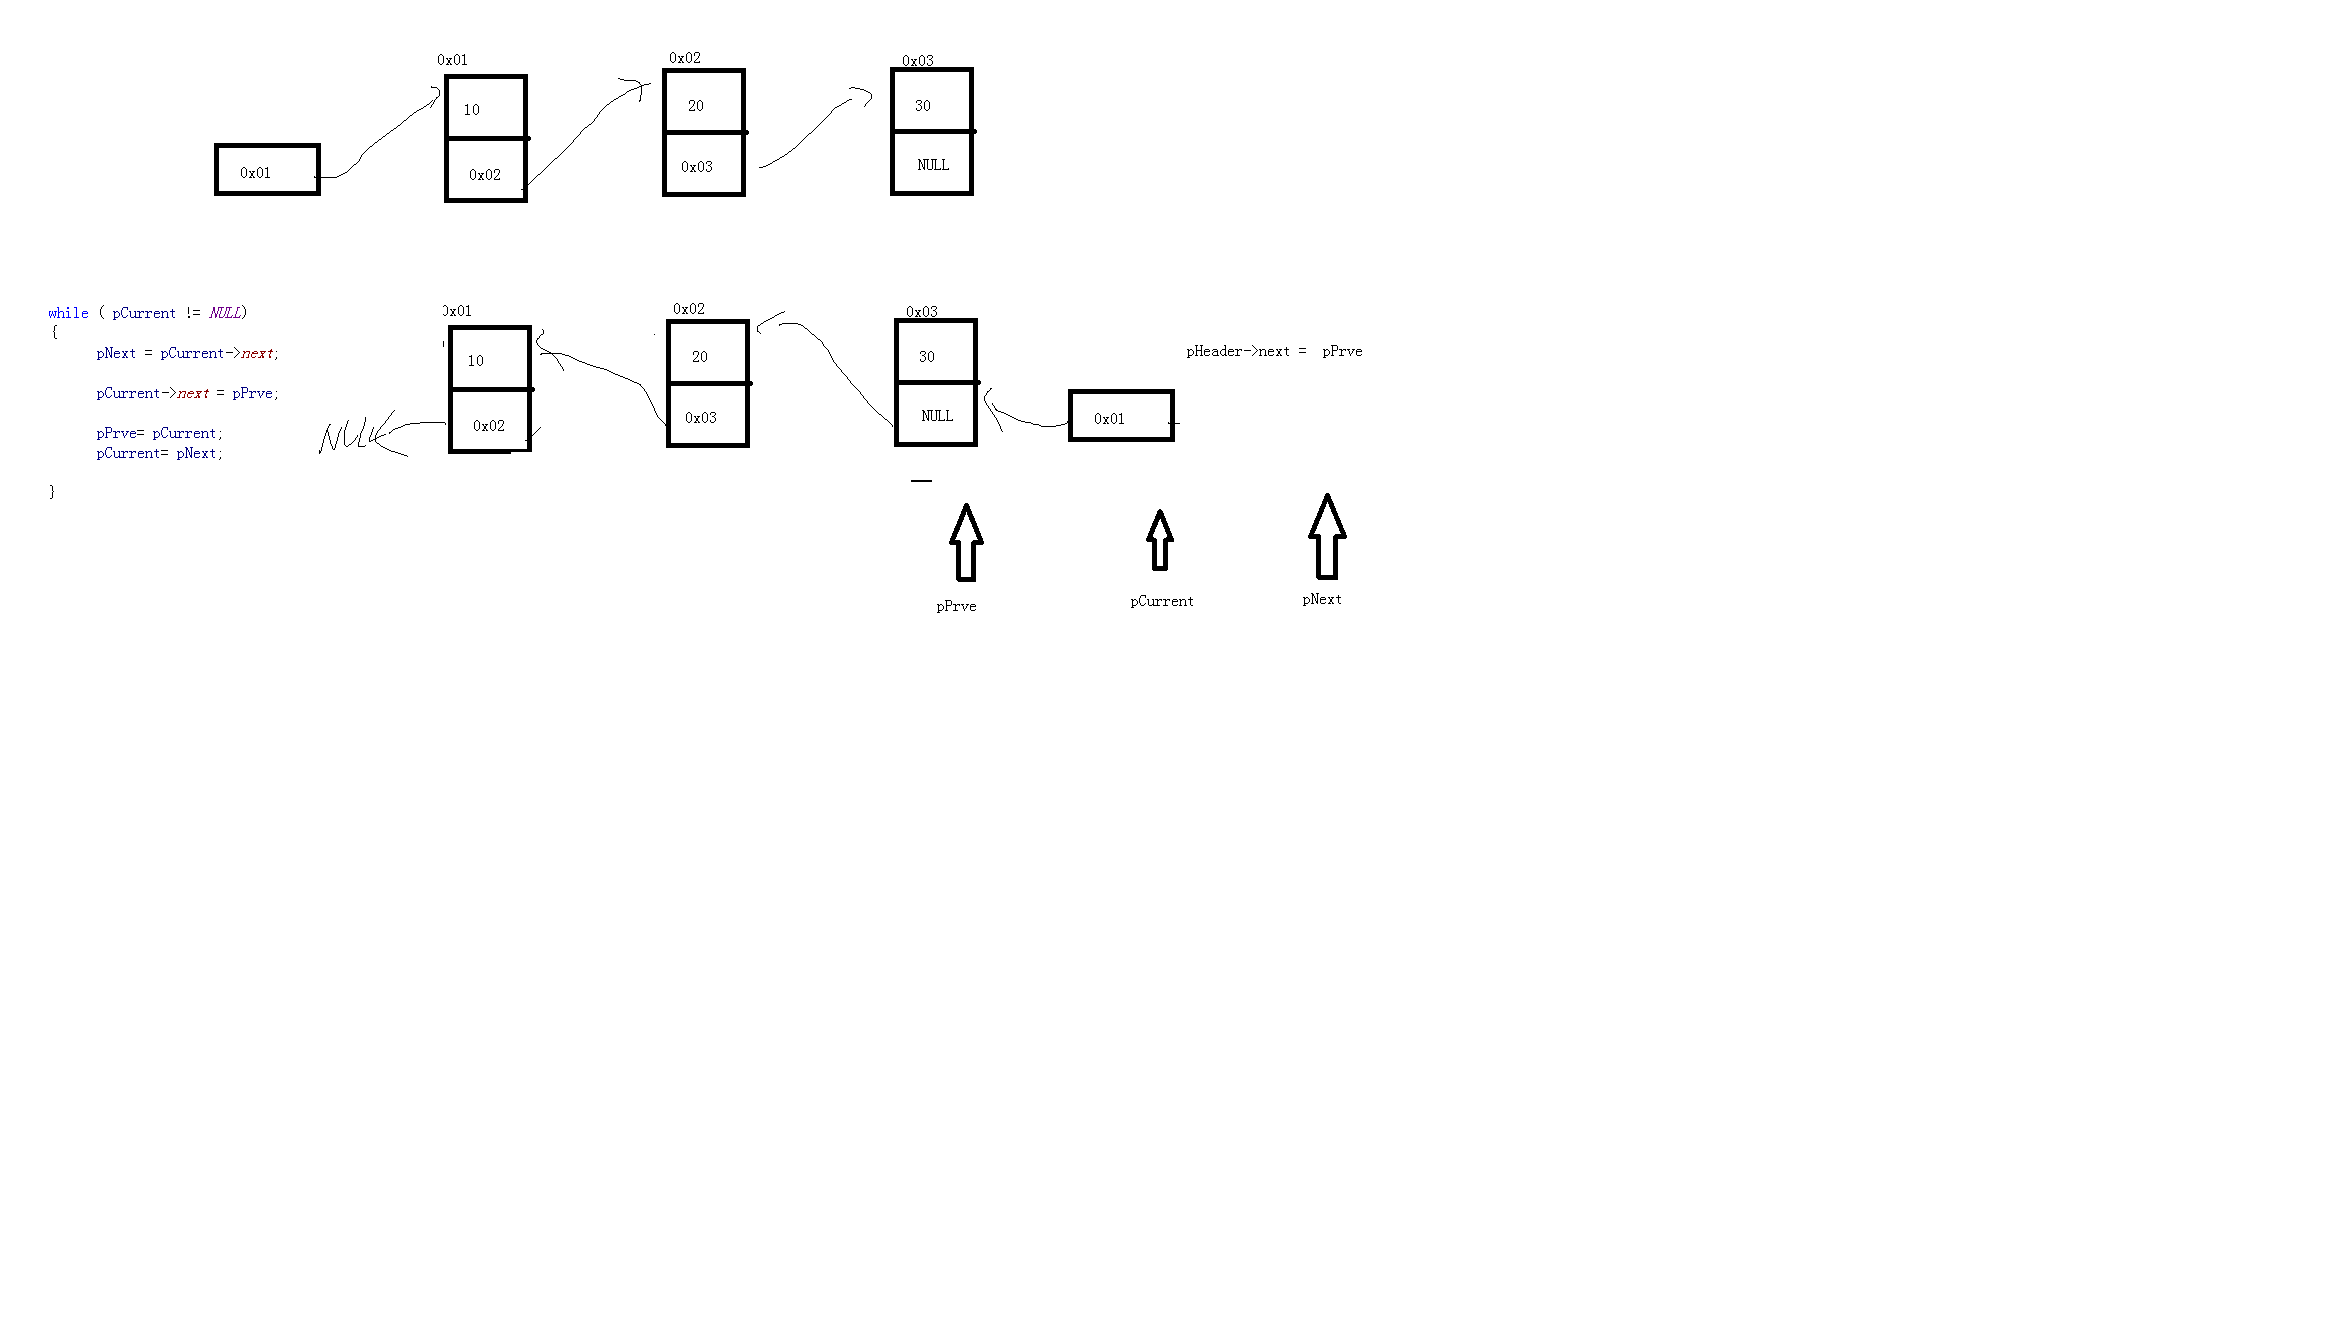 0x01
0x02
0x03
10
20
30
0x01
0x02
0x03
NULL
while ( pCurrent != NULL)
{
pNext = pCurrent->next;
pCurrent->next = pPrve;
pPrve= pCurrent;
pCurrent= pNext;
}
0x01
0x02
0x03
10
20
30
pHeader->next = pPrve
NULL
0x02
0x03
NULL
0x01
pPrve
pCurrent
pNext